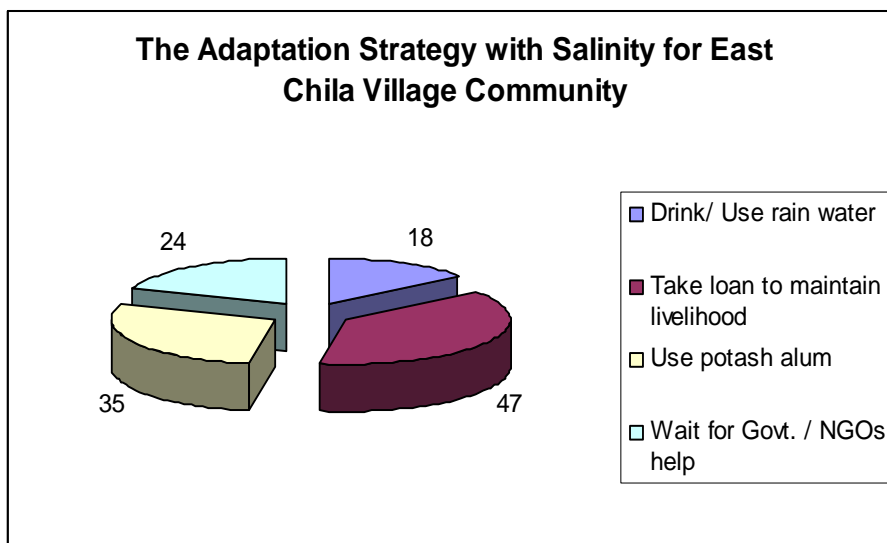 The Adaptation Strategy with Salinity for East
Chila Village Community
24
18
35
47
Drink/ Use rain water
Take loan to maintain
livelihood
Use potash alum
Wait for Govt. / NGOs
help